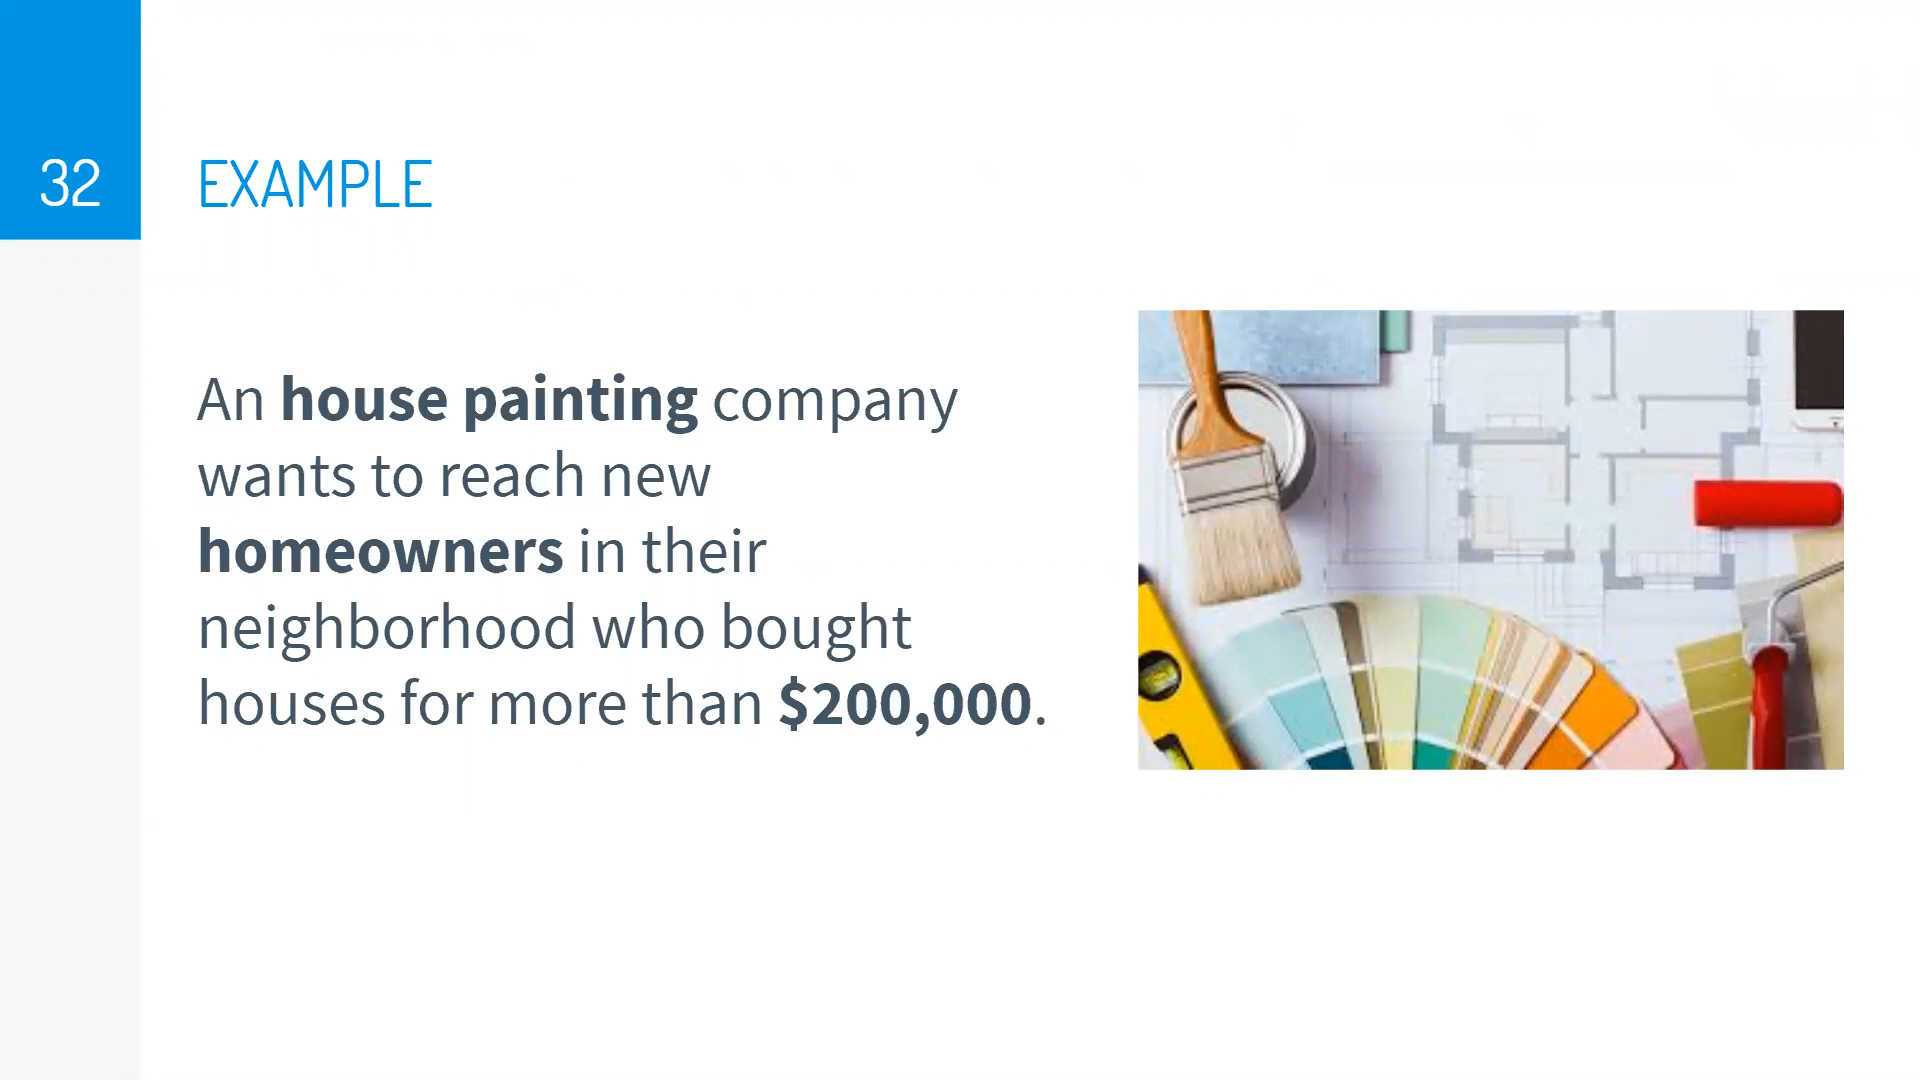 32
EXAMPLE
An house painting company
wants to reach new
homeowners in their
neighborhood who bought
houses for more than $200,000.